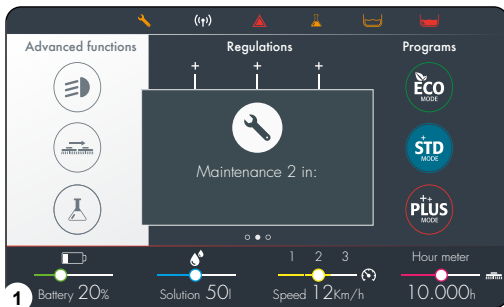 Advanced functions
Regulations
Programs
+ + +
ECO
MODE
+
STD
MODE
++
PLUS
MODE
Maintenance 2 in:
1 2 3
Hour meter
Battery 20%
Solution 50l
Speed 12Km/h
10.000h
1